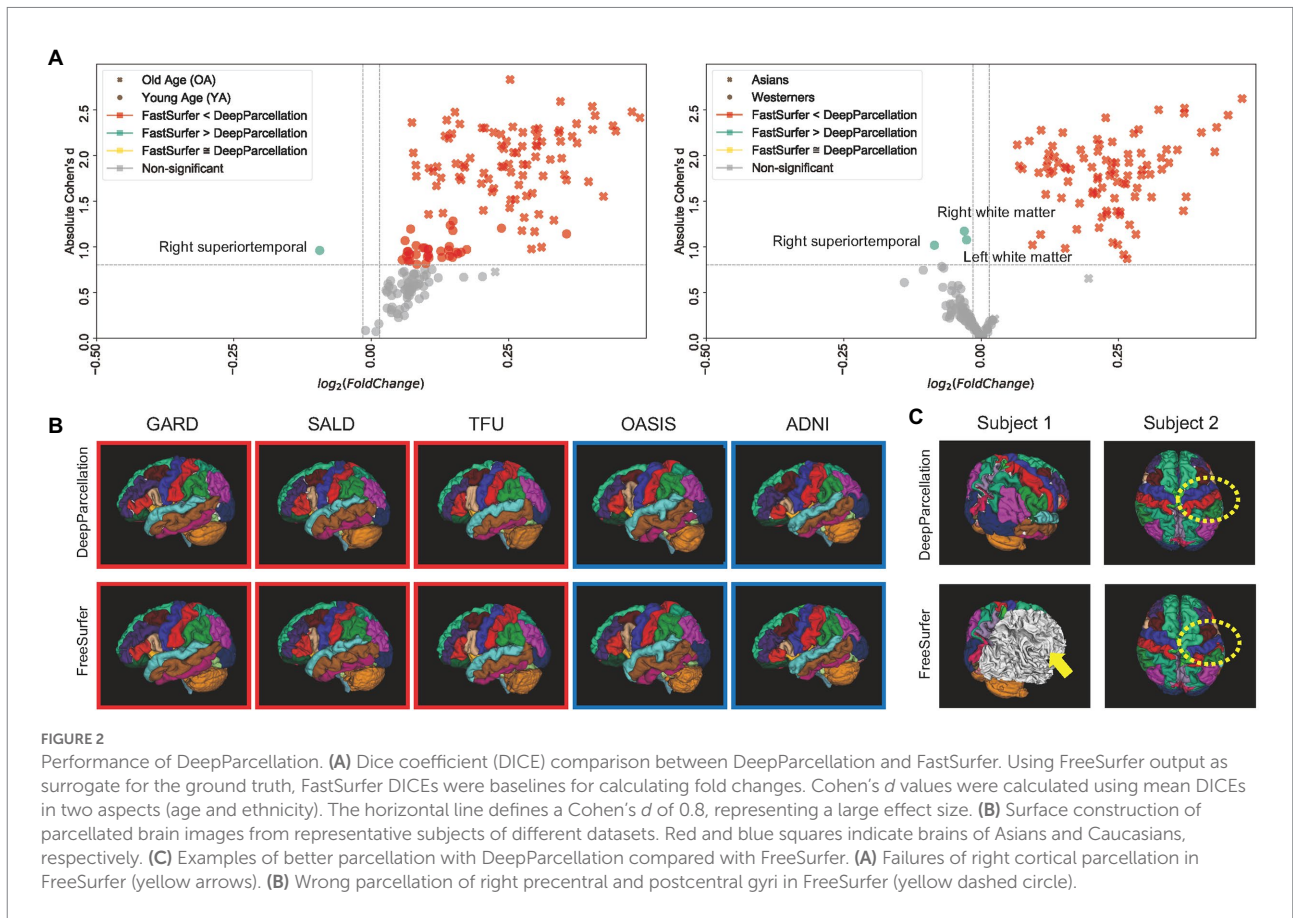 A
Old Age (OA)
Young Age (YA)
FastSurfer < DeepParcellation
FastSurfer > DeepParcellation
FastSurfer ≅ DeepParcellation
Non-significant
Absolute Cohen's d
2.5
2.0
1.5
1.0
0.5
0.0
Right superiortemporal
-0.50
-0.25
0.00
0.25
log₂(FoldChange)
Asians
Westerners
FastSurfer < DeepParcellation
FastSurfer > DeepParcellation
FastSurfer ≅ DeepParcellation
Non-significant
Absolute Cohen's d
2.5
2.0
1.5
1.0
0.5
0.0
Right white matter
Right superiortemporal
Left white matter
-0.50
-0.25
0.00
0.25
log₂(FoldChange)
B
GARD SALD TFU OASIS ADNI
DeepParcellation
FreeSurfer
C
Subject 1 Subject 2
DeepParcellation
FreeSurfer
FIGURE 2
Performance of DeepParcellation. (A) Dice coefficient (DICE) comparison between DeepParcellation and FastSurfer. Using FreeSurfer output as
surrogate for the ground truth, FastSurfer DICEs were baselines for calculating fold changes. Cohen's d values were calculated using mean DICEs
in two aspects (age and ethnicity). The horizontal line defines a Cohen's d of 0.8, representing a large effect size. (B) Surface construction of
parcellated brain images from representative subjects of different datasets. Red and blue squares indicate brains of Asians and Caucasians,
respectively. (C) Examples of better parcellation with DeepParcellation compared with FreeSurfer. (A) Failures of right cortical parcellation in
FreeSurfer (yellow arrows). (B) Wrong parcellation of right precentral and postcentral gyri in FreeSurfer (yellow dashed circle).